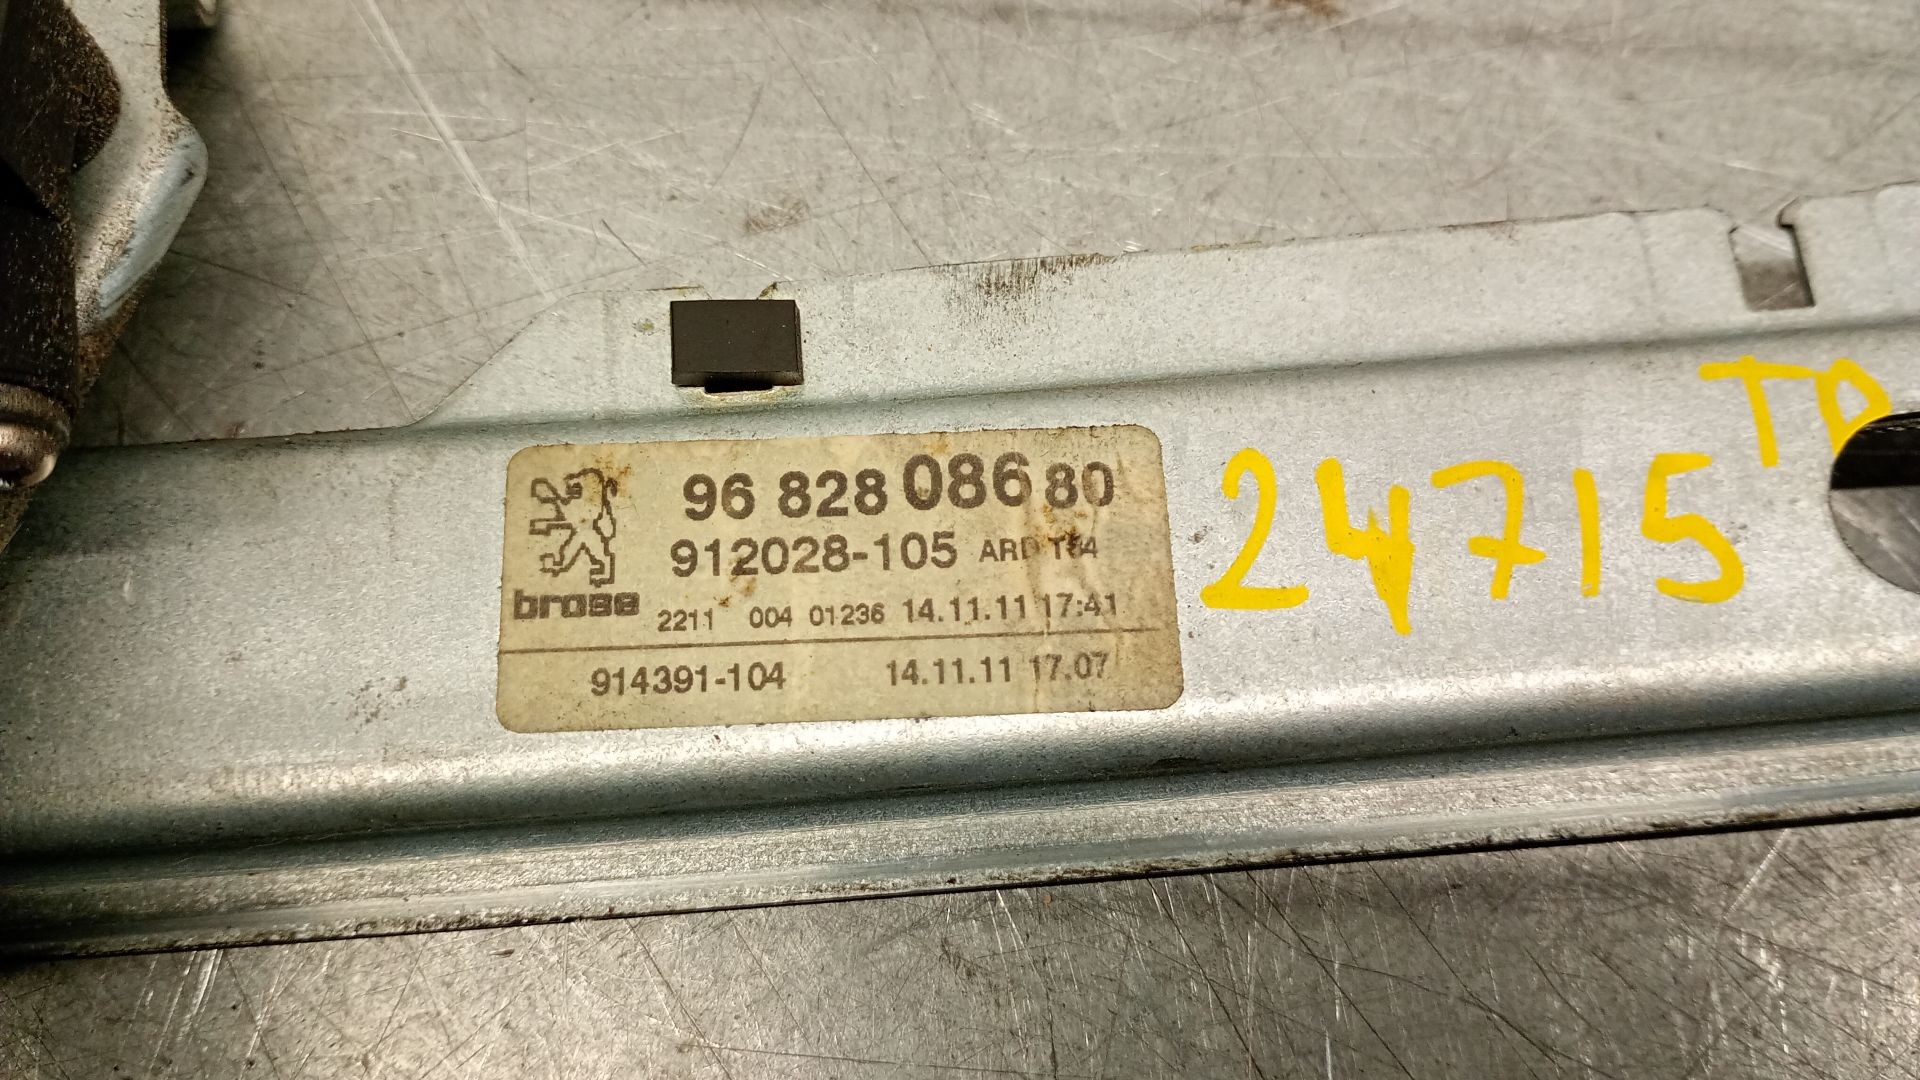 96 828 086 80
912028-105 ARD T84
brose 2211 004 01236 14.11.11 17:41
914391-104 14.11.11 17.07
24715
TD